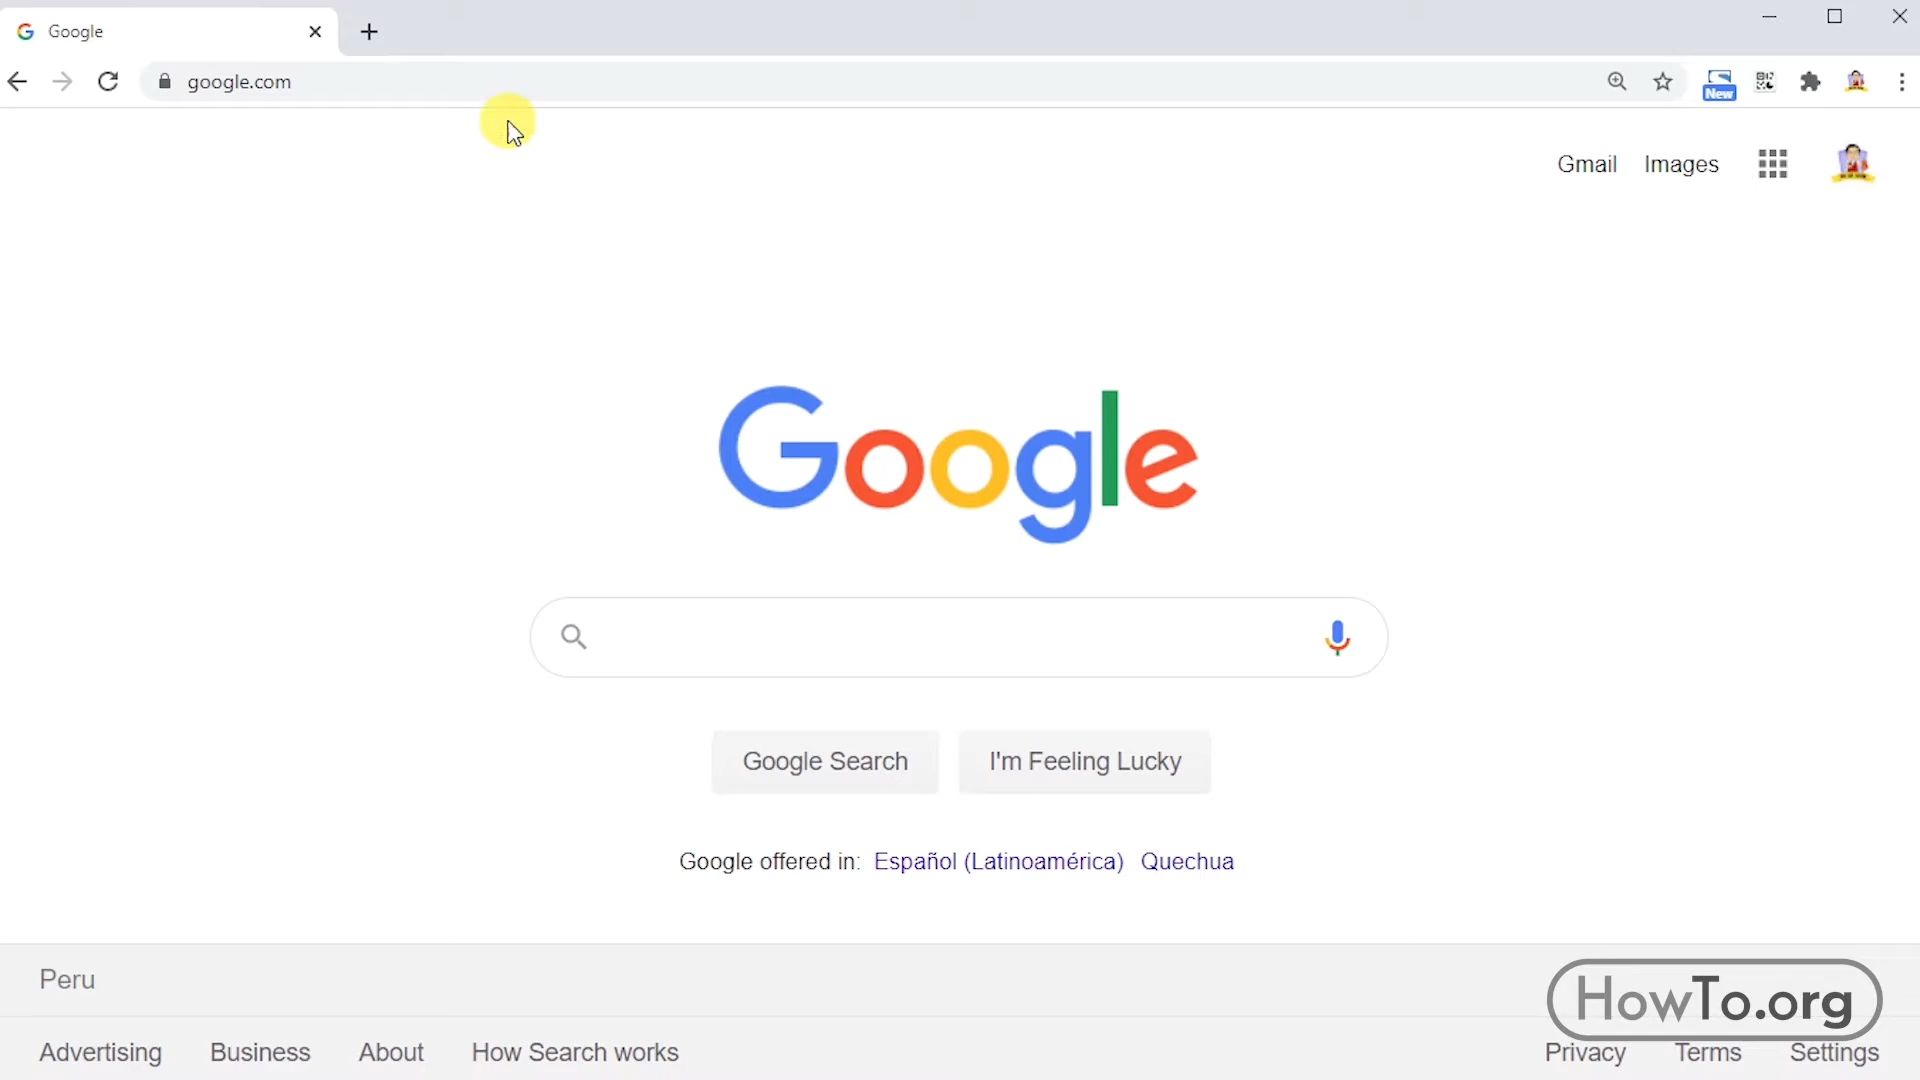 Google
google.com
New
Gmail Images
Google
Google Search I'm Feeling Lucky
Google offered in: Español (Latinoamérica) Quechua
Peru
HowTo.org
Advertising Business About How Search works Privacy Terms Settings